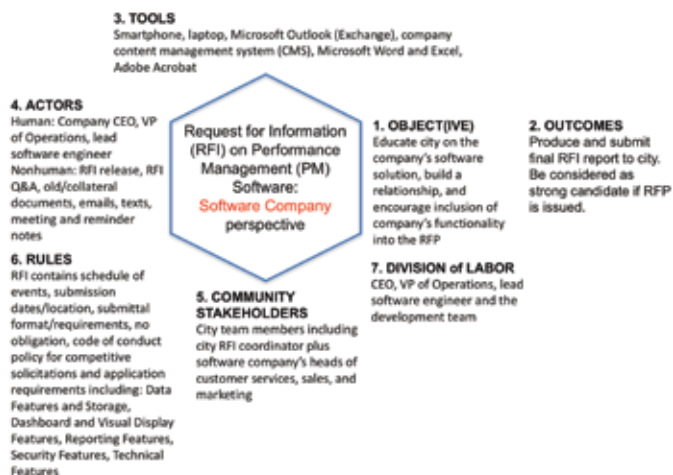 3. TOOLS
Smartphone, laptop, Microsoft Outlook (Exchange), company
content management system (CMS), Microsoft Word and Excel,
Adobe Acrobat
4. ACTORS
Human: Company CEO, VP
of Operations, lead
software engineer
Nonhuman: RFI release, RFI
Q&A, old/collateral
documents, emails, texts,
meeting and reminder
notes
Request for Information
(RFI) on Performance
Management (PM)
Software:
Software Company
perspective
1. OBJECT(IVE)
Educate city on the
company's software
solution, build a
relationship, and
encourage inclusion of
company's functionality
into the RFP
2. OUTCOMES
Produce and submit
final RFI report to city.
Be considered as
strong candidate if RFP
is issued.
6. RULES
RFI contains schedule of
events, submission
dates/location, submittal
format/requirements, no
obligation, code of conduct
policy for competitive
solicitations and application
requirements including: Data
Features and Storage,
Dashboard and Visual Display
Features, Reporting Features,
Security Features, Technical
Features
5. COMMUNITY
STAKEHOLDERS
City team members including
city RFI coordinator plus
software company's heads of
customer services, sales, and
marketing
7. DIVISION of LABOR
CEO, VP of Operations, lead
software engineer and the
development team